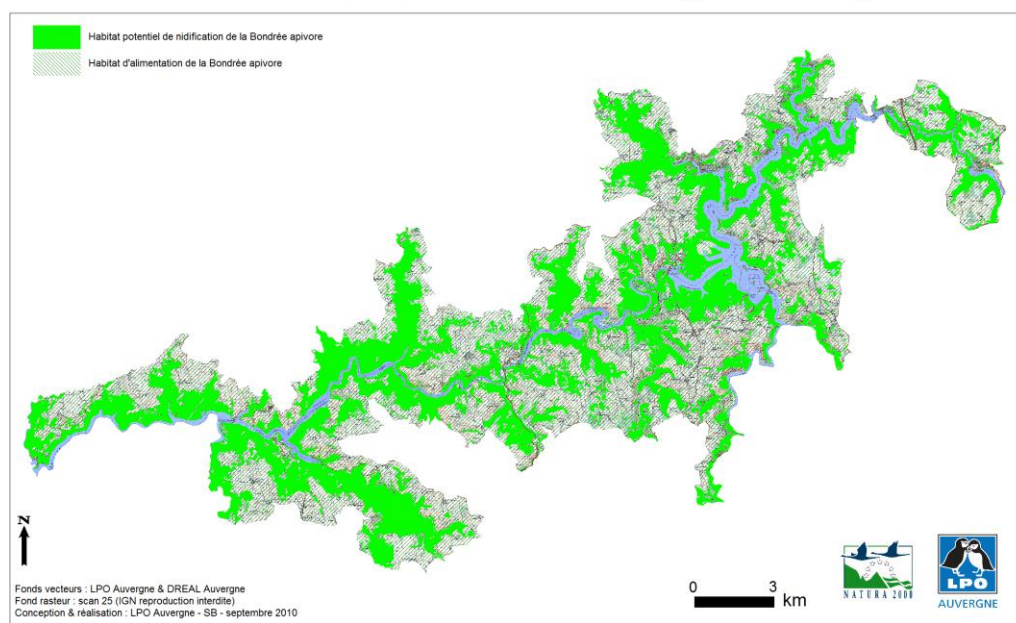 Habitat potentiel de nidification de la Bondrée apivore
Habitat d'alimentation de la Bondrée apivore
N
Fonds vecteurs : LPO Auvergne & DREAL Auvergne
Fond rasteur : scan 25 (IGN reproduction interdite)
Conception & réalisation : LPO Auvergne - SB - septembre 2010
0 3
km
NATURA 2000
LPO
AUVERGNE